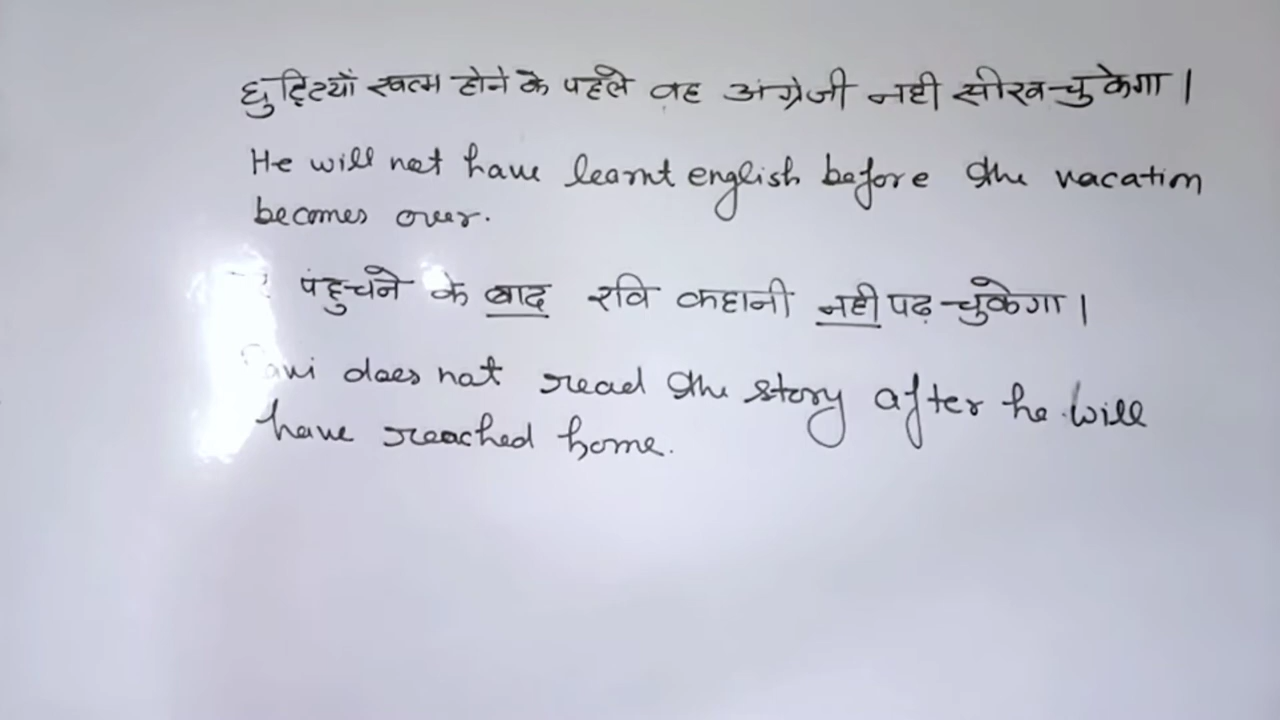 छुट्टियाँ खत्म होने के पहले वह अंग्रेजी नही सीख चुकेगा ।
He will not have learnt english before the vacation
becomes over.
पंहुचने के बाद रवि कहानी नही पढ़ चुकेगा ।
Ravi does not read the story after he will
have reached home.